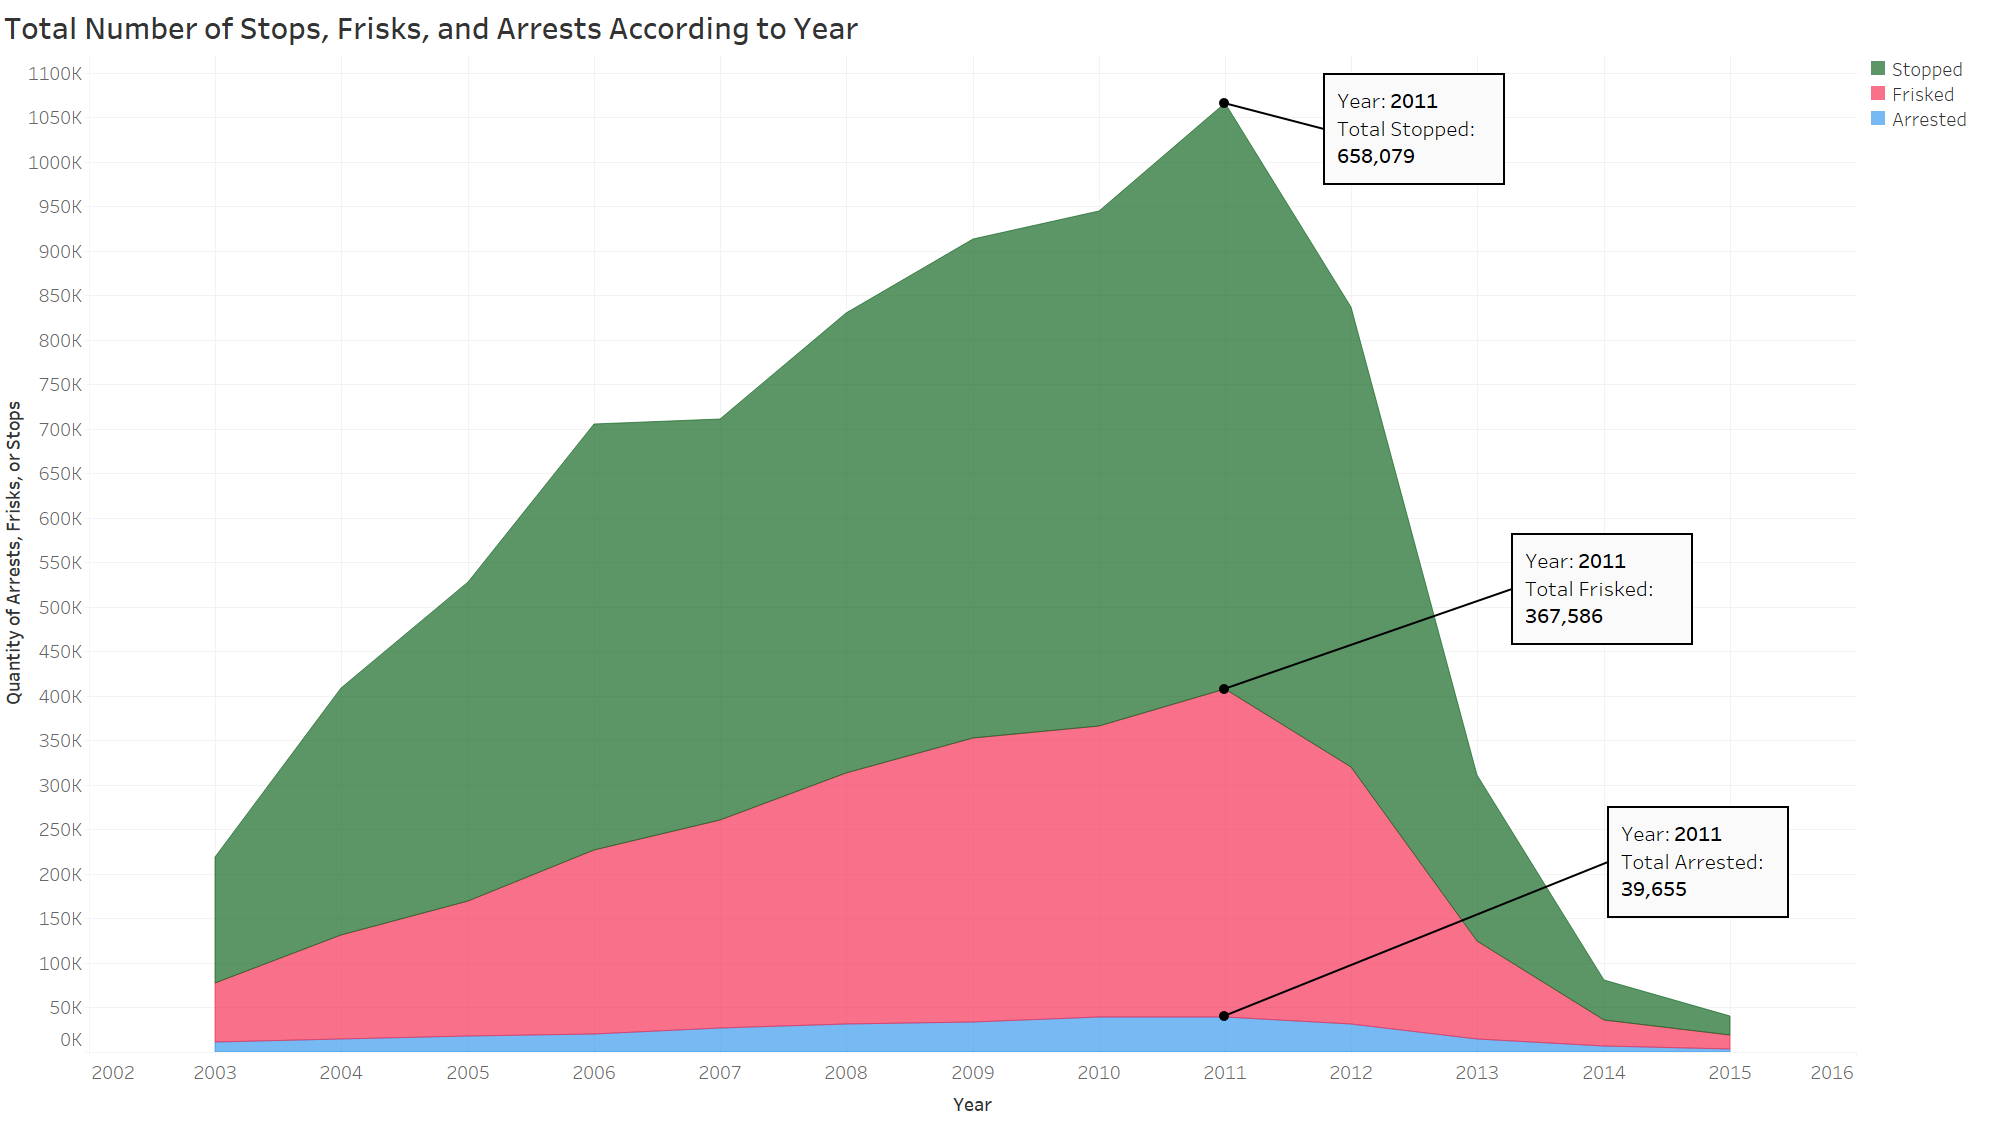 Total Number of Stops, Frisks, and Arrests According to Year
Stopped
Frisked
Arrested
Quantity of Arrests, Frisks, or Stops
1100K
1050K
1000K
950K
900K
850K
800K
750K
700K
650K
600K
550K
500K
450K
400K
350K
300K
250K
200K
150K
100K
50K
0K
Year: 2011
Total Stopped:
658,079
Year: 2011
Total Frisked:
367,586
Year: 2011
Total Arrested:
39,655
2002 2003 2004 2005 2006 2007 2008 2009 2010 2011 2012 2013 2014 2015 2016
Year